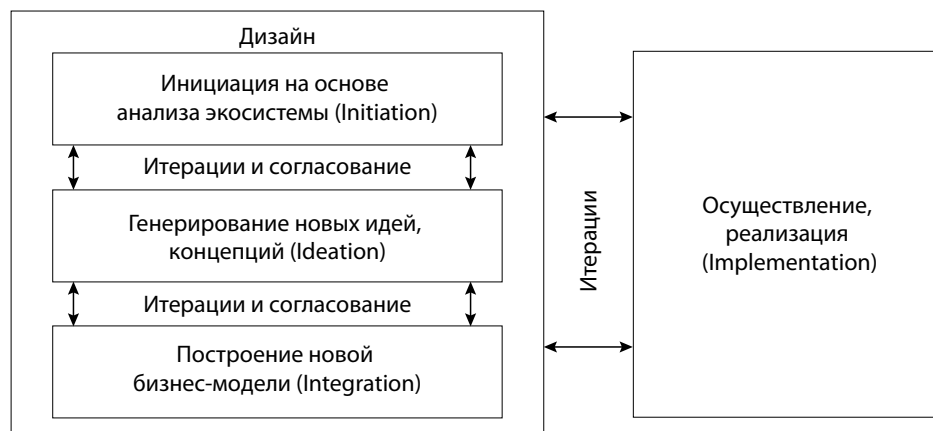 Дизайн
Инициация на основе
анализа экосистемы (Initiation)
Итерации и согласование
Генерирование новых идей,
концепций (Ideation)
Итерации и согласование
Построение новой
бизнес-модели (Integration)
Итерации
Осуществление,
реализация
(Implementation)